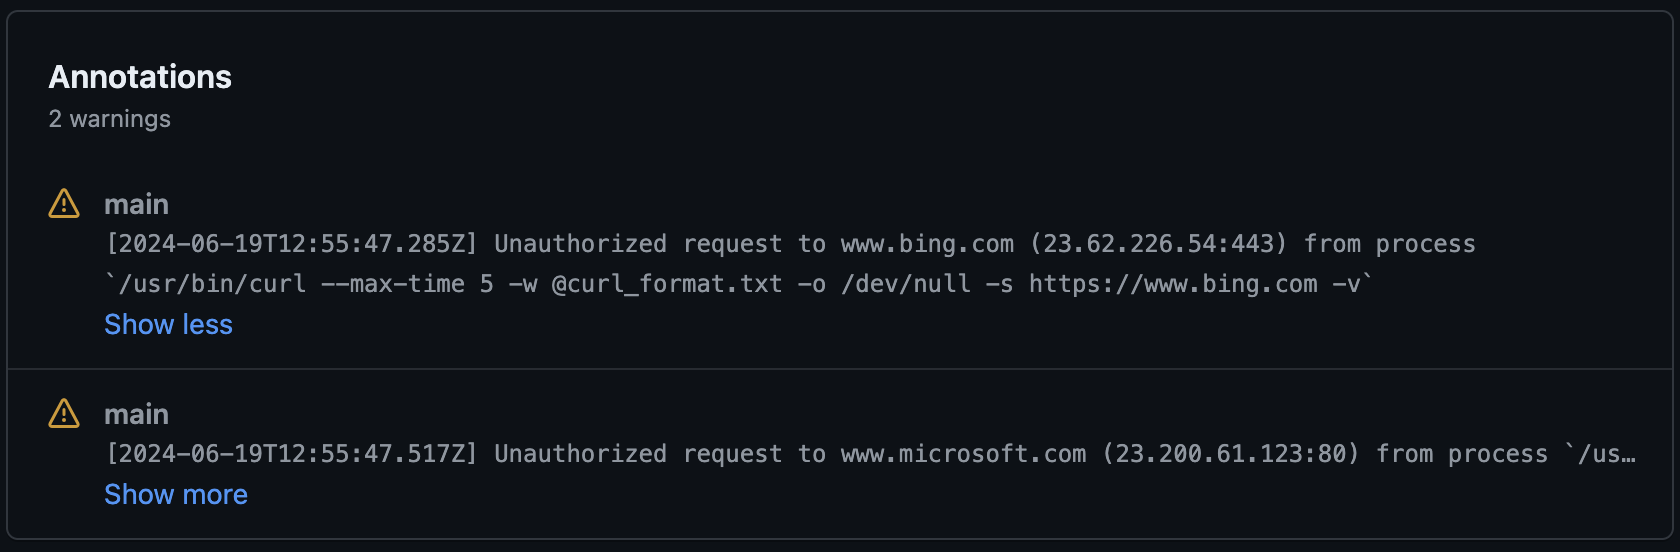 Annotations
2 warnings
main
[2024-06-19T12:55:47.285Z] Unauthorized request to www.bing.com (23.62.226.54:443) from process
`/usr/bin/curl --max-time 5 -w @curl_format.txt -o /dev/null -s https://www.bing.com -v`
Show less
main
[2024-06-19T12:55:47.517Z] Unauthorized request to www.microsoft.com (23.200.61.123:80) from process `/us…
Show more